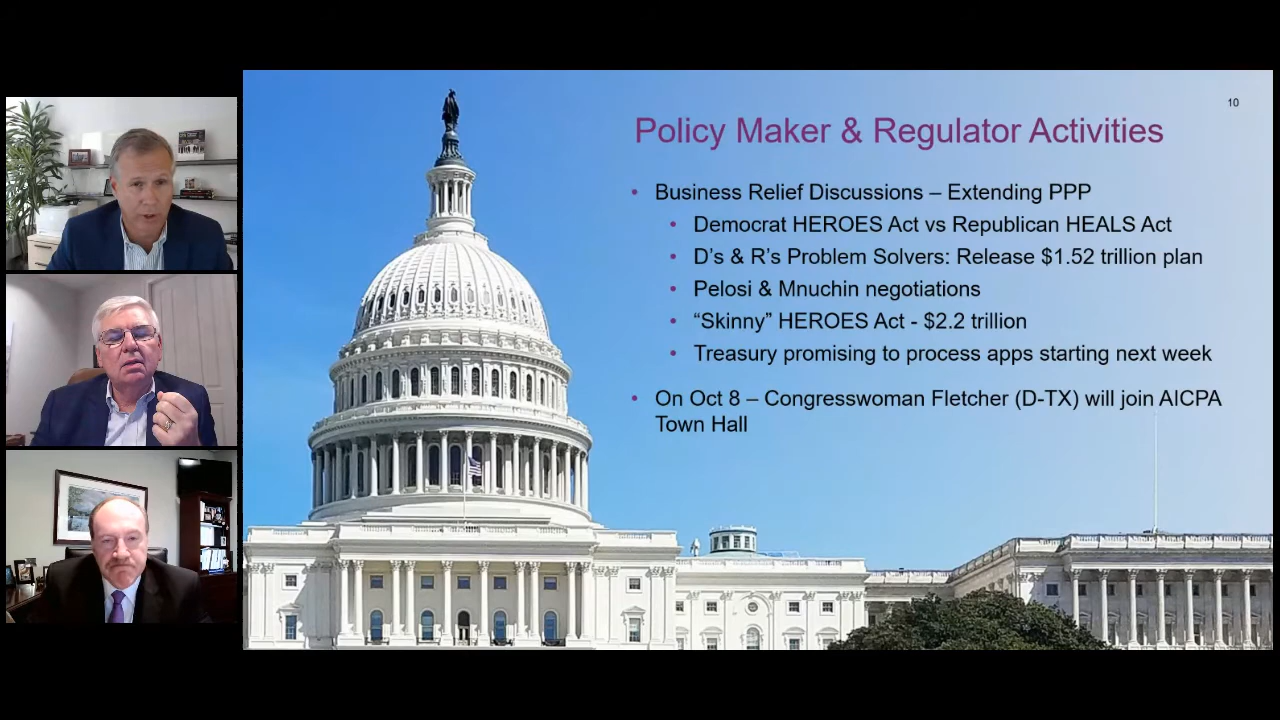 10
Policy Maker & Regulator Activities
• Business Relief Discussions – Extending PPP
• Democrat HEROES Act vs Republican HEALS Act
• D’s & R’s Problem Solvers: Release $1.52 trillion plan
• Pelosi & Mnuchin negotiations
• “Skinny” HEROES Act - $2.2 trillion
• Treasury promising to process apps starting next week
• On Oct 8 – Congresswoman Fletcher (D-TX) will join AICPA
Town Hall